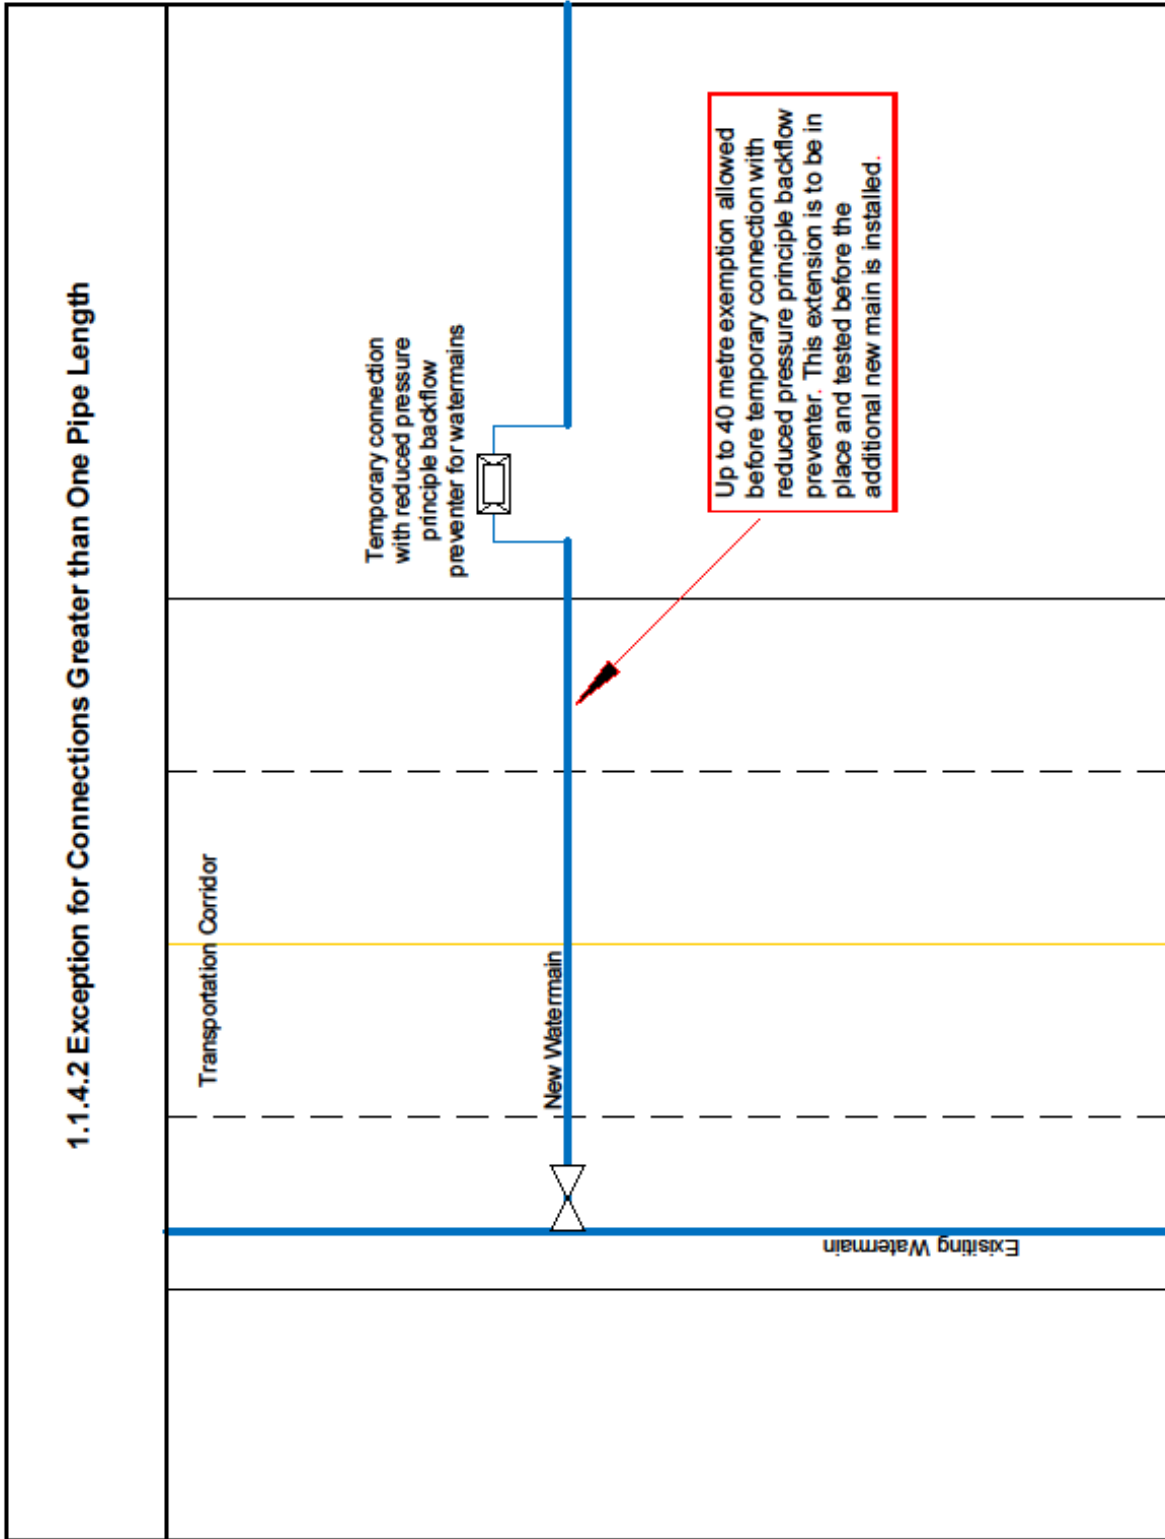 1.1.4.2 Exception for Connections Greater than One Pipe Length
Transportation Corridor
Temporary connection
with reduced pressure
principle backflow
preventer for watermains
New Watermain
Up to 40 metre exemption allowed
before temporary connection with
reduced pressure principle backflow
preventer. This extension is to be in
place and tested before the
additional new main is installed.
Exisiting Watermain